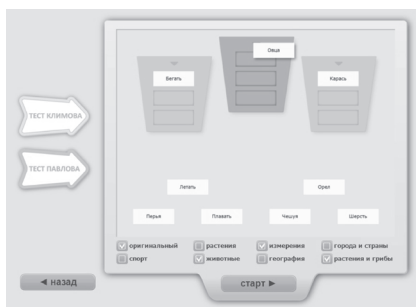 Овца
Бегать
Карась
ТЕСТ КЛИМОВА
ТЕСТ ПАВЛОВА
Летать
Орел
Перья
Плавать
Чешуя
Шерсть
оригинальный
растения
измерения
города и страны
спорт
животные
география
растения и грибы
назад
старт